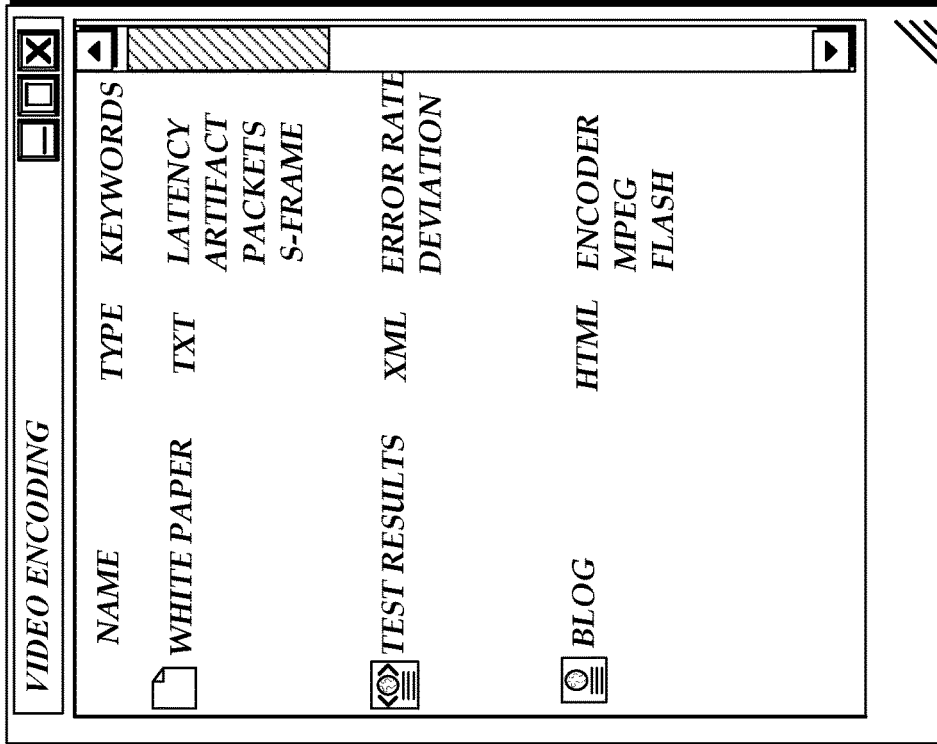 VIDEO ENCODING
NAME TYPE KEYWORDS
WHITE PAPER TXT LATENCY
ARTIFACT
PACKETS
S-FRAME
TEST RESULTS XML ERROR RATE
DEVIATION
BLOG HTML ENCODER
MPEG
FLASH